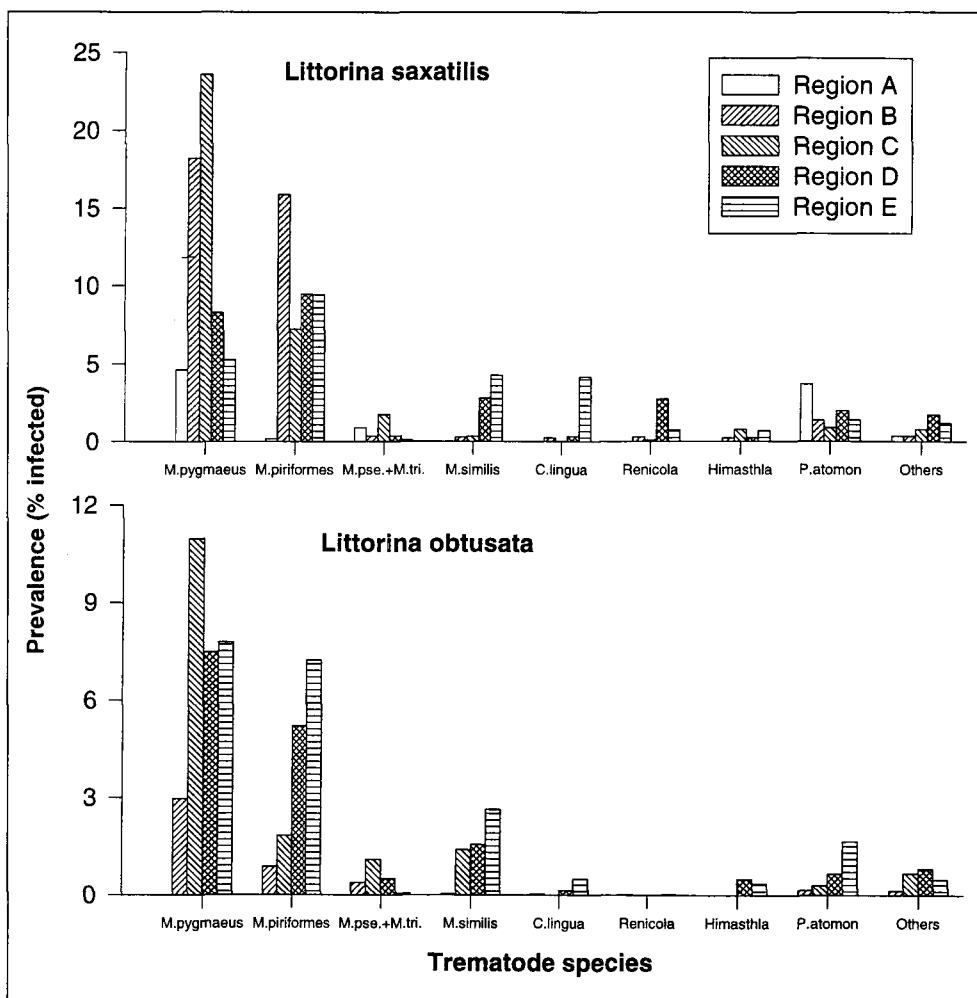 Littorina saxatilis
Region A
Region B
Region C
Region D
Region E
25
20
15
10
5
0
M.pygmaeus M.piriformes M.pse.+M.tri. M.similis C.lingua Renicola Himasthla P.atomon Others
Prevalence (% infected)
Littorina obtusata
12
9
6
3
0
M.pygmaeus M.piriformes M.pse.+M.tri. M.similis C.lingua Renicola Himasthla P.atomon Others
Trematode species